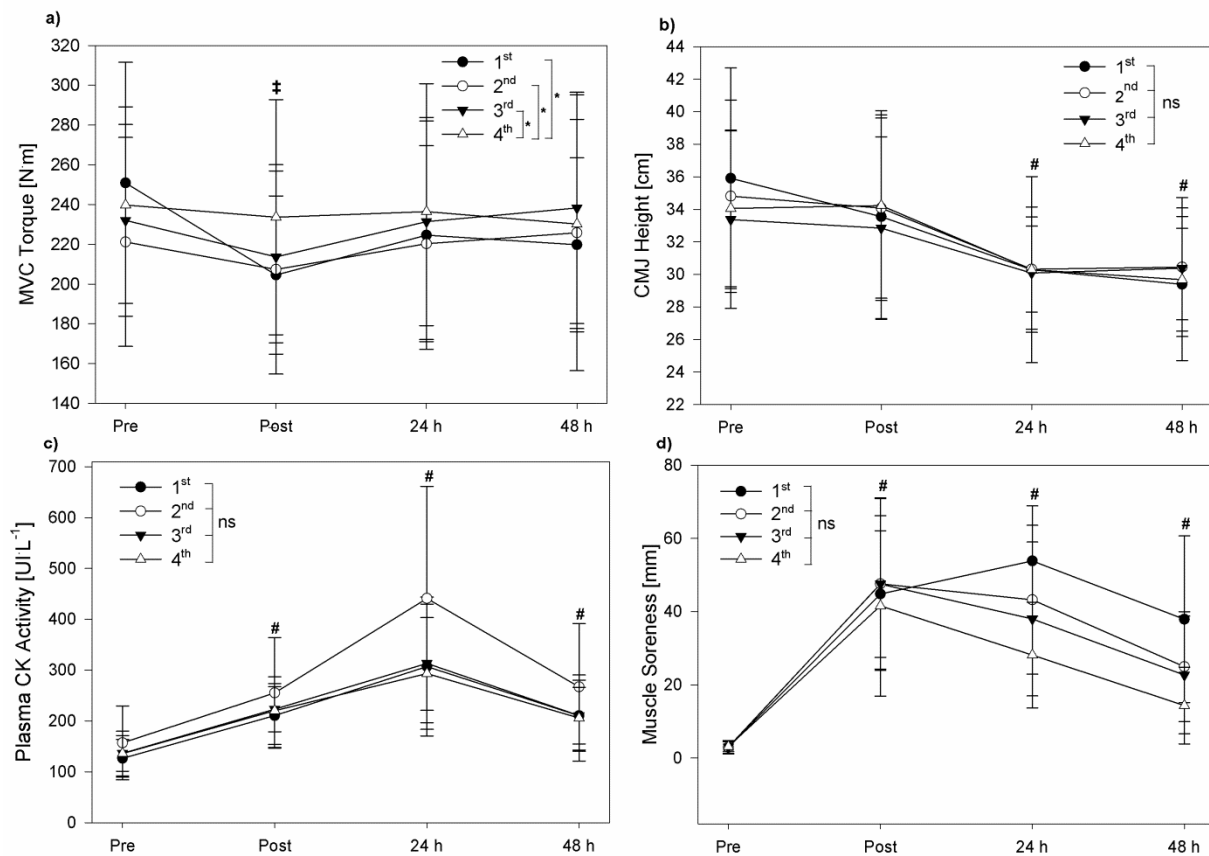 a)
MVC Torque [N·m]
320
300
280
260
240
220
200
180
160
140
‡
1st
2nd
3rd
4th
*
*
*
Pre
Post
24 h
48 h
b)
CMJ Height [cm]
44
42
40
38
36
34
32
30
28
26
24
22
1st
2nd
3rd
4th
ns
#
#
Pre
Post
24 h
48 h
c)
Plasma CK Activity [UI·L⁻¹]
700
600
500
400
300
200
100
0
1st
2nd
3rd
4th
ns
#
#
#
Pre
Post
24 h
48 h
d)
Muscle Soreness [mm]
80
60
40
20
0
1st
2nd
3rd
4th
ns
#
#
#
Pre
Post
24 h
48 h